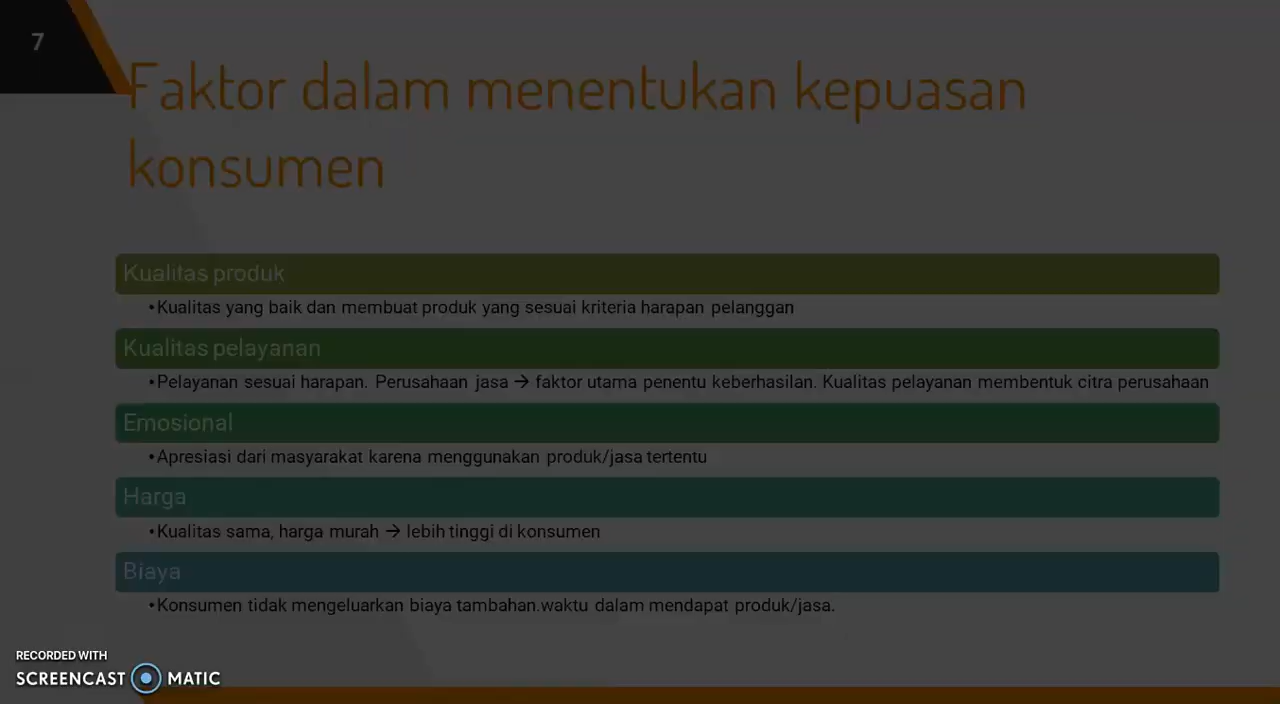 7
Faktor dalam menentukan kepuasan
konsumen
Kualitas produk
•Kualitas yang baik dan membuat produk yang sesuai kriteria harapan pelanggan
Kualitas pelayanan
•Pelayanan sesuai harapan. Perusahaan jasa → faktor utama penentu keberhasilan. Kualitas pelayanan membentuk citra perusahaan
Emosional
•Apresiasi dari masyarakat karena menggunakan produk/jasa tertentu
Harga
•Kualitas sama, harga murah → lebih tinggi di konsumen
Biaya
•Konsumen tidak mengeluarkan biaya tambahan.waktu dalam mendapat produk/jasa.
RECORDED WITH
SCREENCAST MATIC